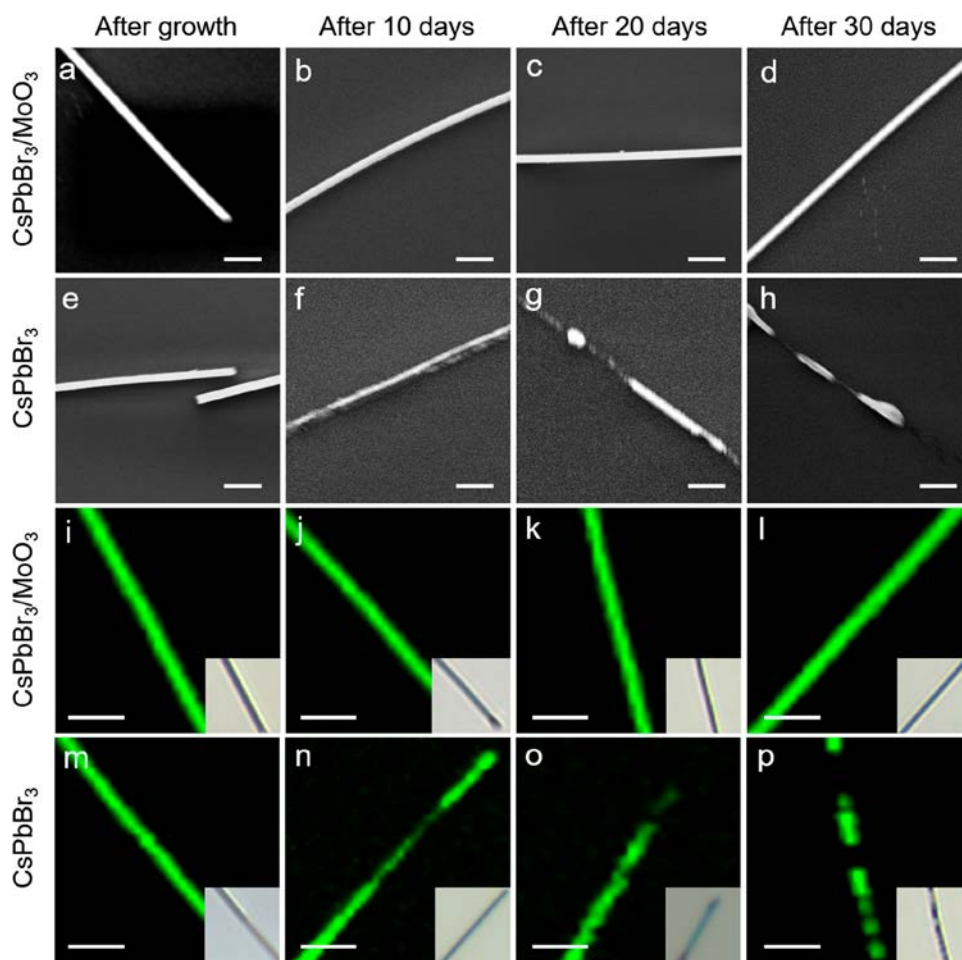 After growth
After 10 days
After 20 days
After 30 days
CsPbBr₃/MoO₃
a
b
c
d
CsPbBr₃
e
f
g
h
CsPbBr₃/MoO₃
i
j
k
l
CsPbBr₃
m
n
o
p